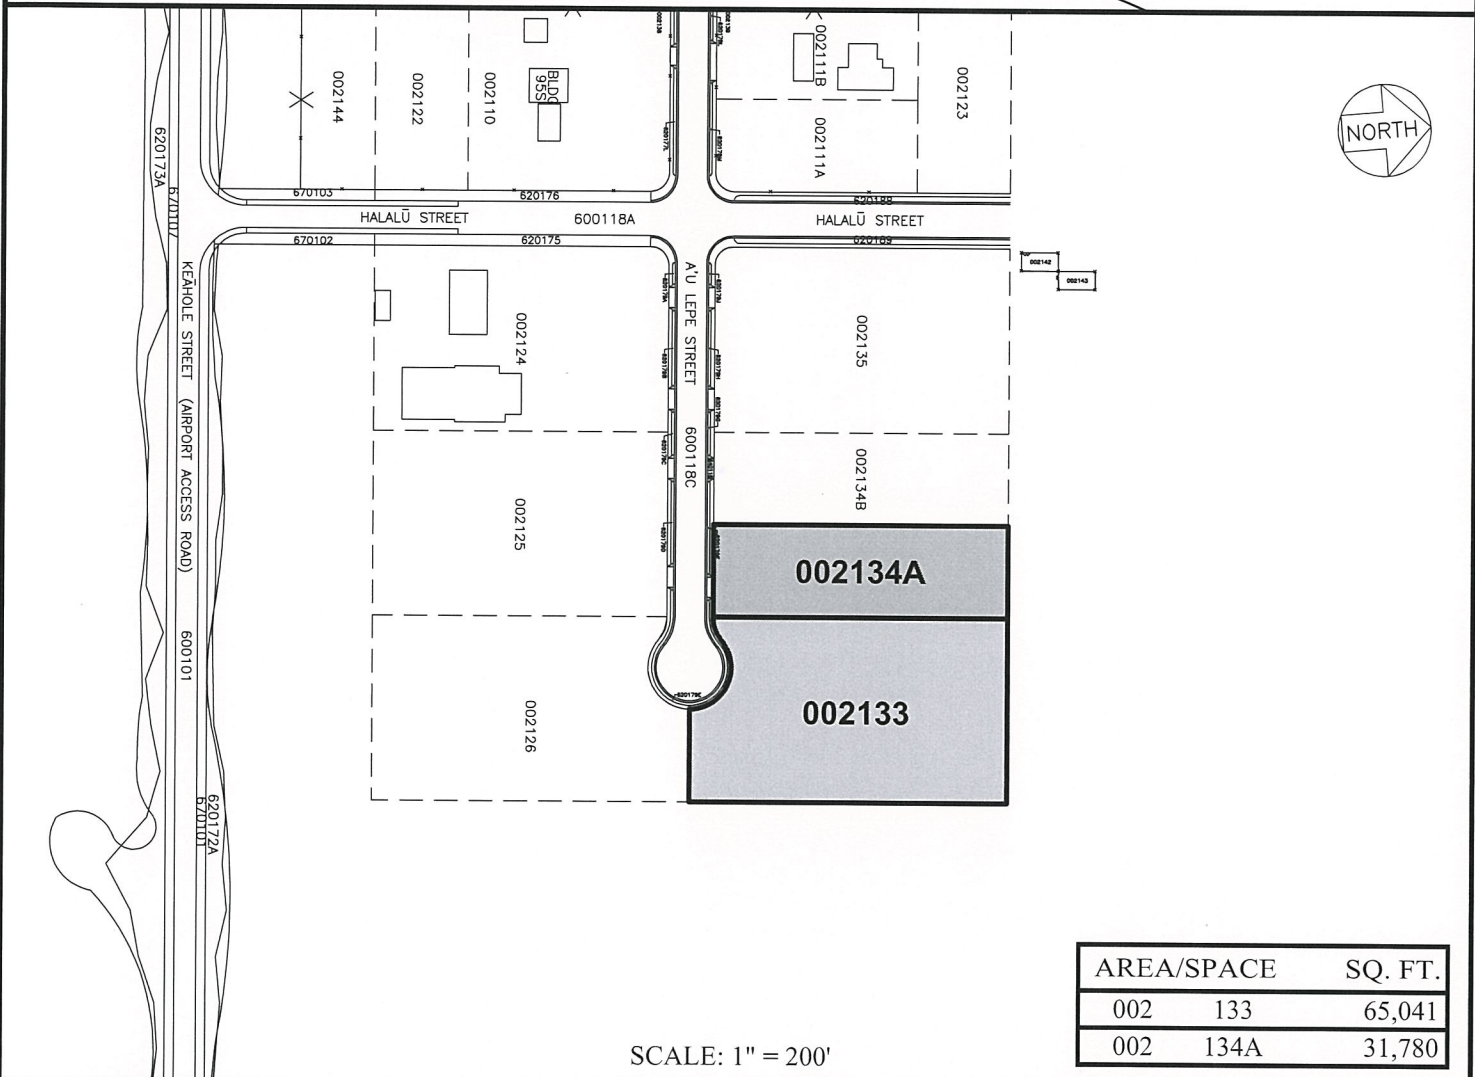 002144
002122
002110
BLDG
95S
002111B
002111A
002123
NORTH
620173A
670107
670103
620176
620188
HALALŪ STREET
600118A
HALALŪ STREET
670102
620175
620189
002142
002143
KEĀHOLE STREET (AIRPORT ACCESS ROAD) 600101
A'U LEPE STREET 600118C
002124
002135
002134B
002125
002134A
002133
002126
620172A
670101
AREA/SPACE SQ. FT.
002 133 65,041
002 134A 31,780
SCALE: 1" = 200'